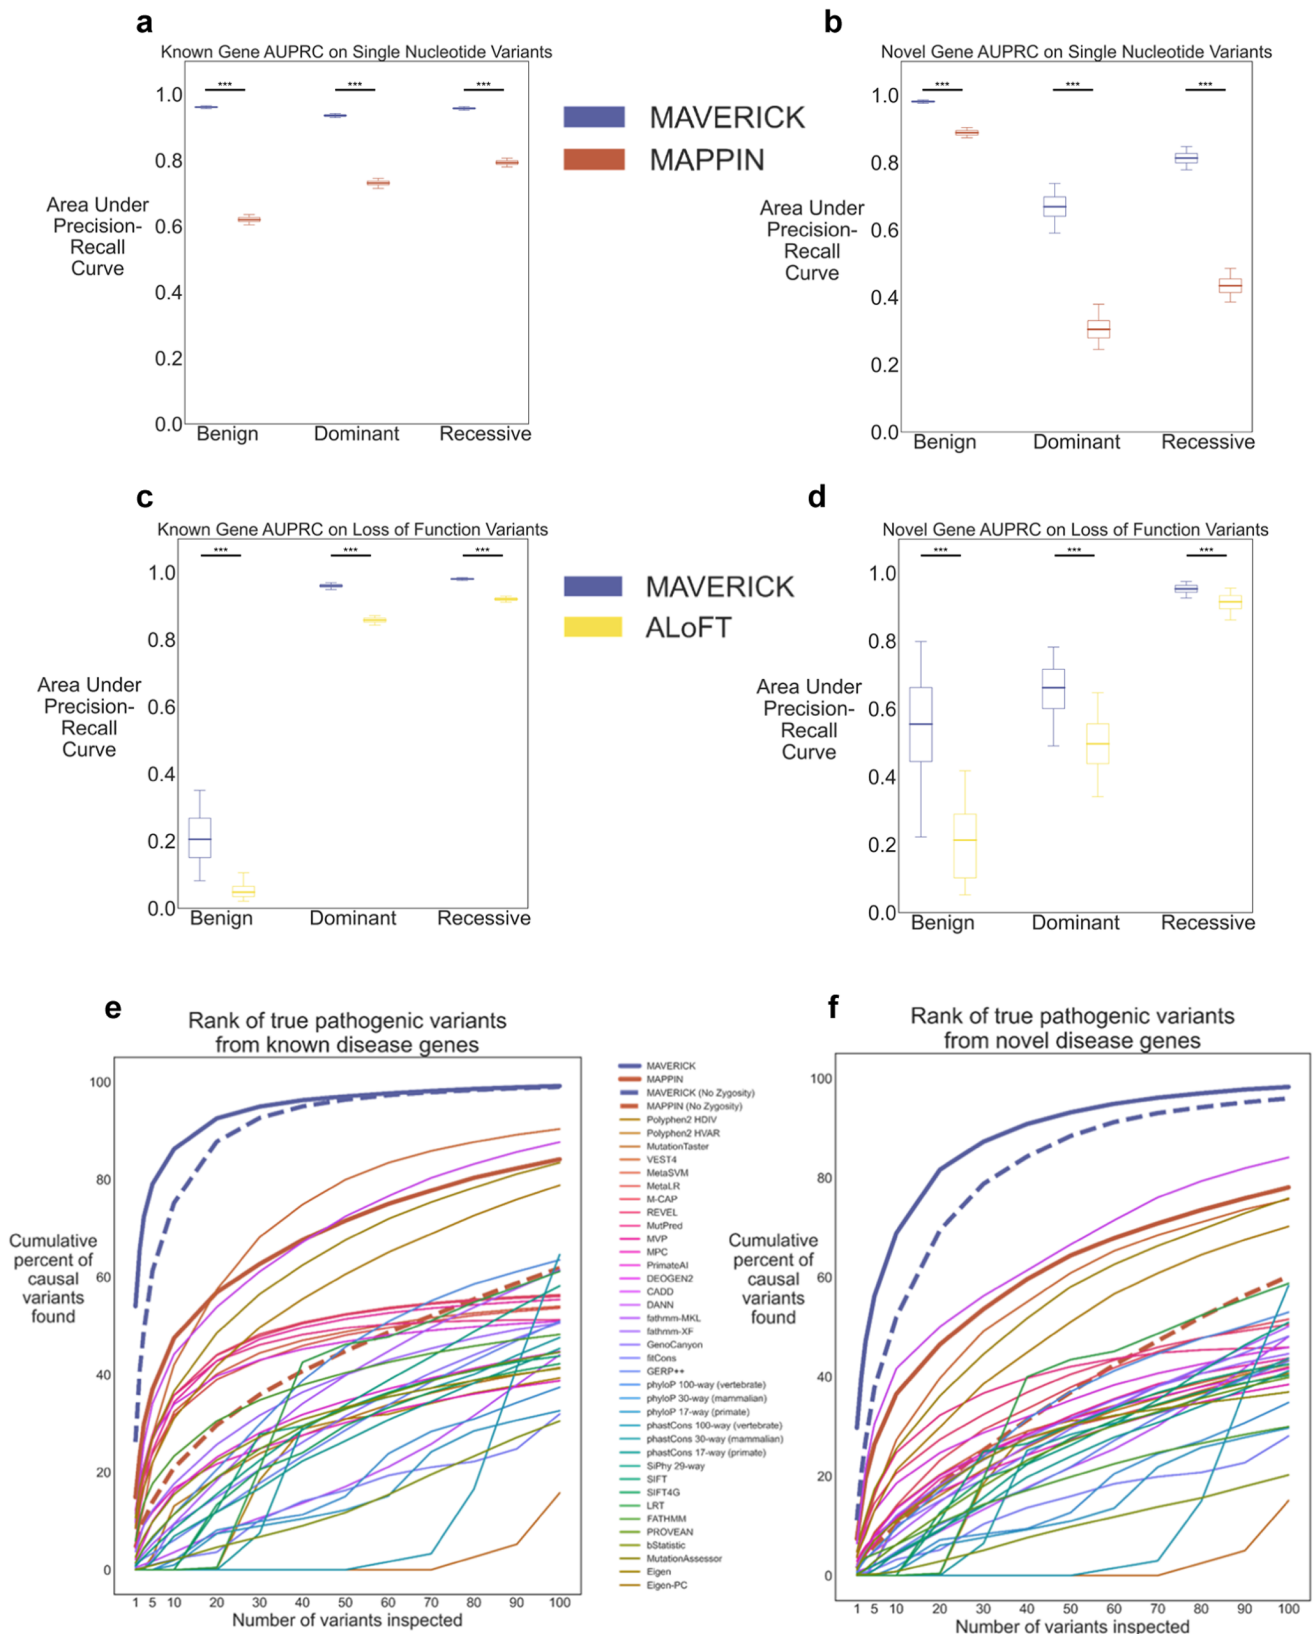 a
Known Gene AUPRC on Single Nucleotide Variants
***
***
***
1.0
0.8
0.6
0.4
0.2
0.0
Area Under
Precision-
Recall
Curve
Benign
Dominant
Recessive
MAVERICK
MAPPIN
b
Novel Gene AUPRC on Single Nucleotide Variants
***
***
***
1.0
0.8
0.6
0.4
0.2
0.0
Area Under
Precision-
Recall
Curve
Benign
Dominant
Recessive
c
Known Gene AUPRC on Loss of Function Variants
***
***
***
1.0
0.8
0.6
0.4
0.2
0.0
Area Under
Precision-
Recall
Curve
Benign
Dominant
Recessive
MAVERICK
ALoFT
d
Novel Gene AUPRC on Loss of Function Variants
***
***
***
1.0
0.8
0.6
0.4
0.2
0.0
Area Under
Precision-
Recall
Curve
Benign
Dominant
Recessive
e
Rank of true pathogenic variants
from known disease genes
100
80
60
40
20
0
Cumulative
percent of
causal
variants
found
1 5 10 20 30 40 50 60 70 80 90 100
Number of variants inspected
MAVERICK
MAPPIN
MAVERICK (No Zygosity)
MAPPIN (No Zygosity)
Polyphen2 HDIV
Polyphen2 HVAR
MutationTaster
VEST4
MetaSVM
MetaLR
M-CAP
REVEL
MutPred
MVP
MPC
PrimateAI
DEOGEN2
CADD
DANN
fathmm-MKL
fathmm-XF
GenoCanyon
fitCons
GERP++
phyloP 100-way (vertebrate)
phyloP 30-way (mammalian)
phyloP 17-way (primate)
phastCons 100-way (vertebrate)
phastCons 30-way (mammalian)
phastCons 17-way (primate)
SiPhy 29-way
SIFT
SIFT4G
LRT
FATHMM
PROVEAN
bStatistic
MutationAssessor
Eigen
Eigen-PC
f
Rank of true pathogenic variants
from novel disease genes
100
80
60
40
20
0
Cumulative
percent of
causal
variants
found
1 5 10 20 30 40 50 60 70 80 90 100
Number of variants inspected